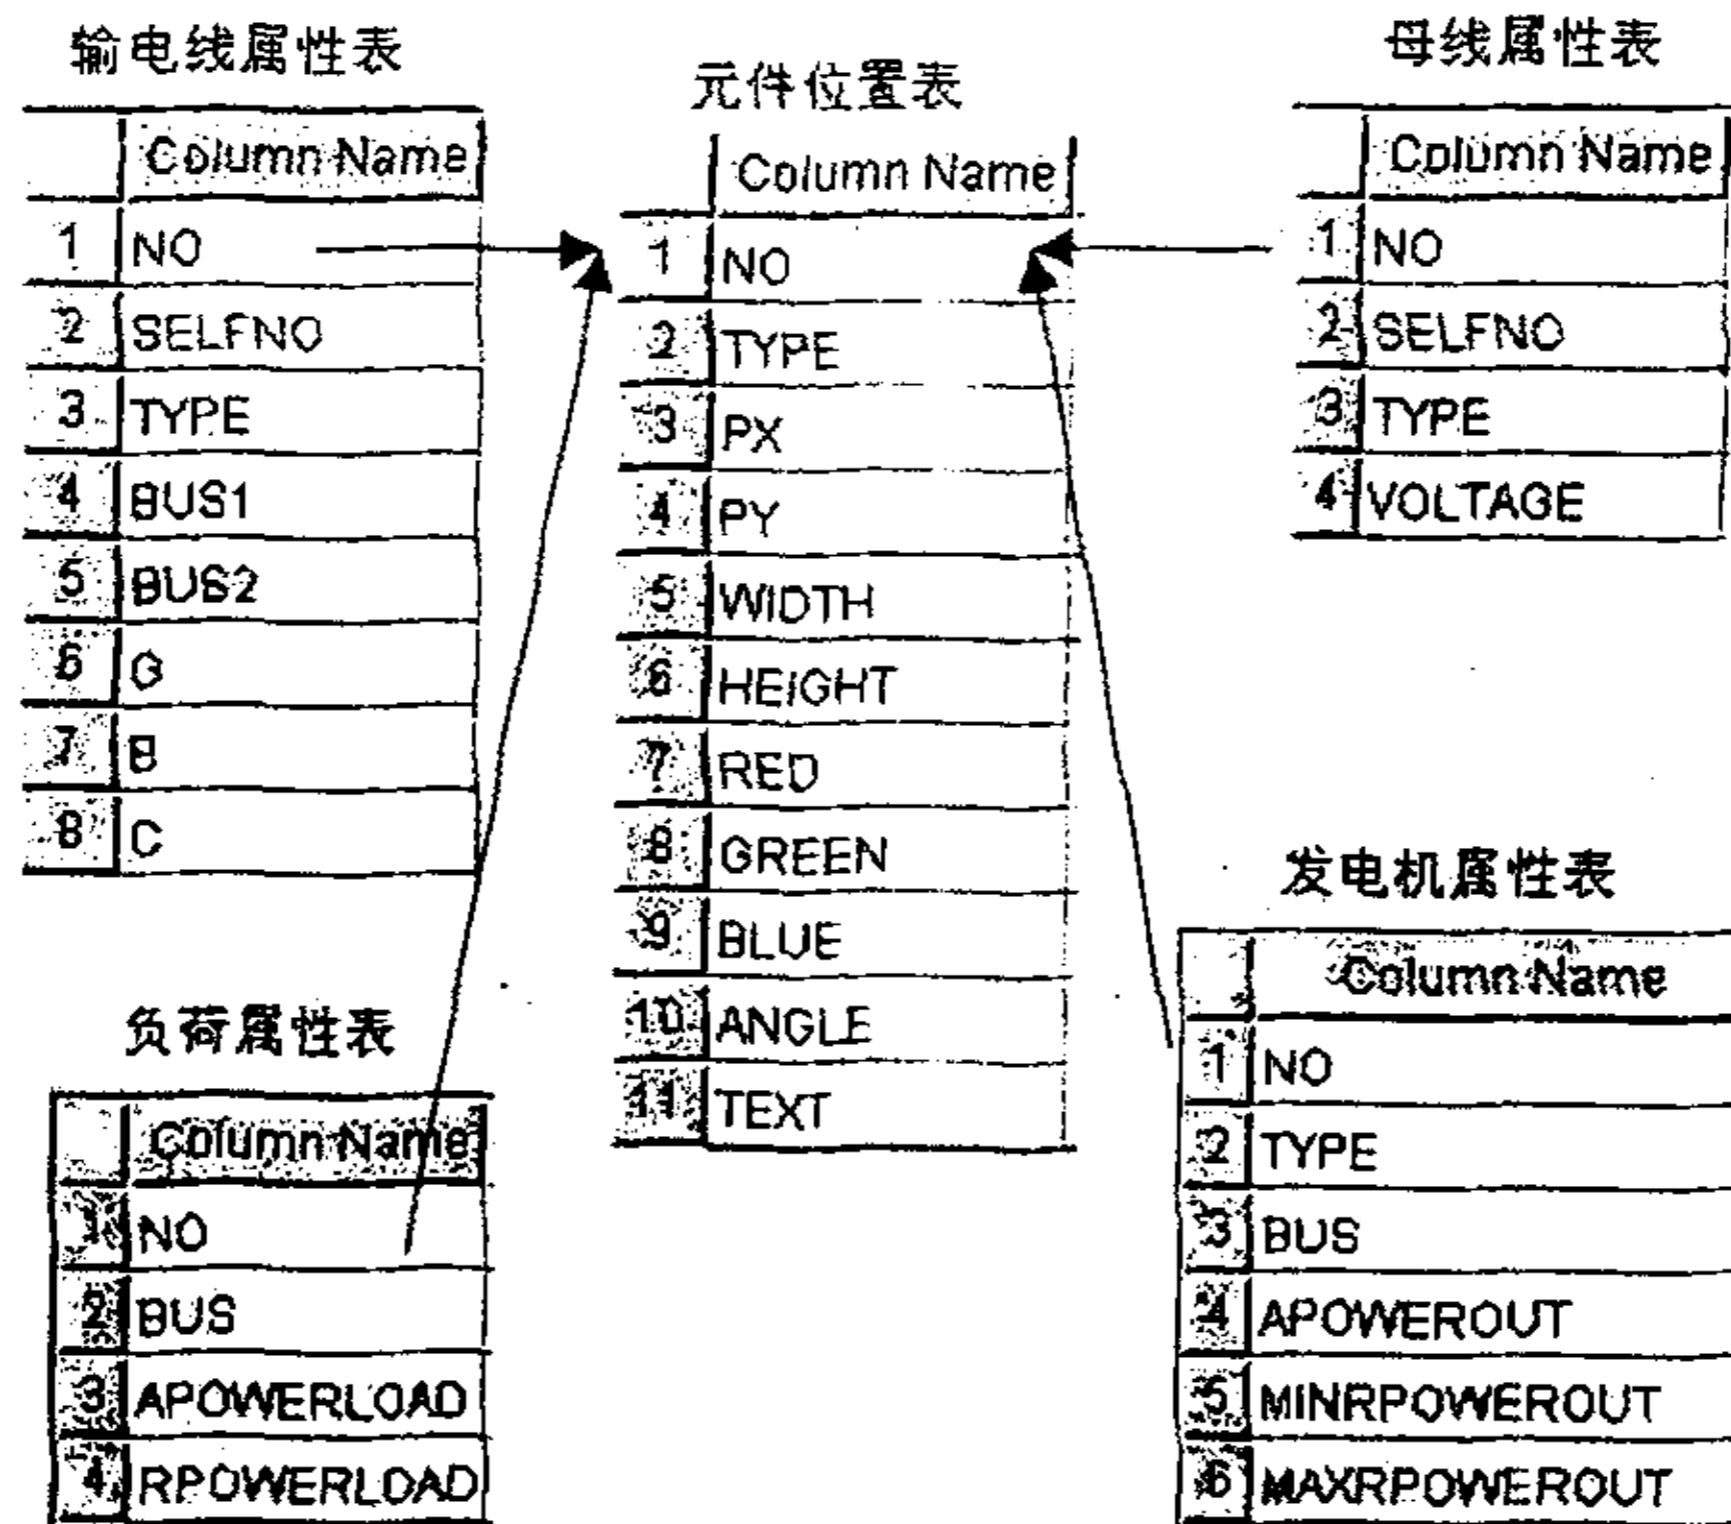 输电线属性表
Column Name
1 NO
2 SELFNO
3 TYPE
4 BUS1
5 BUS2
6 G
7 B
8 C
元件位置表
Column Name
1 NO
2 TYPE
3 PX
4 PY
5 WIDTH
6 HEIGHT
7 RED
8 GREEN
9 BLUE
10 ANGLE
11 TEXT
母线属性表
Column Name
1 NO
2 SELFNO
3 TYPE
4 VOLTAGE
负荷属性表
Column Name
1 NO
2 BUS
3 APOWERLOAD
4 RPOWERLOAD
发电机属性表
Column Name
1 NO
2 TYPE
3 BUS
4 APOWEROUT
5 MINRPOWEROUT
6 MAXRPOWEROUT